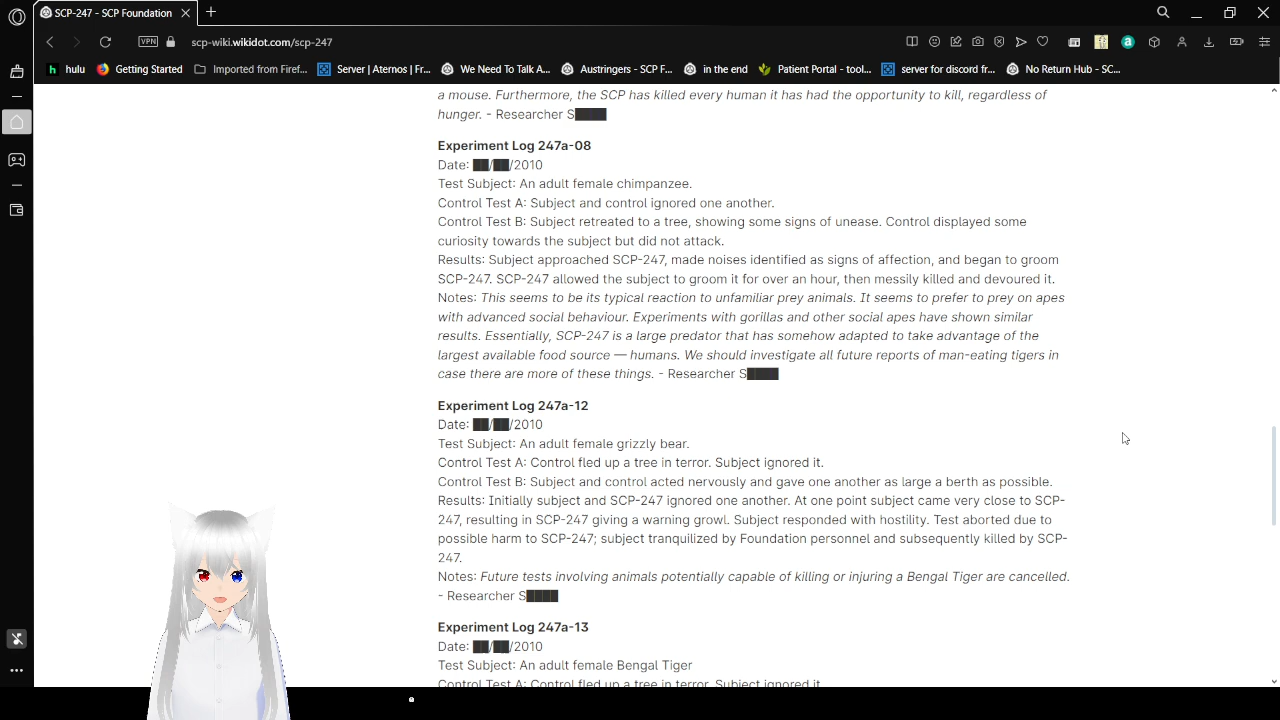 SCP-247 - SCP Foundation
VPN
scp-wiki.wikidot.com/scp-247
a
h hulu
Getting Started
Imported from Firef...
Server | Aternos | Fr...
We Need To Talk A...
Austringers - SCP F...
in the end
Patient Portal - tool...
server for discord fr...
No Return Hub - SC...
a mouse. Furthermore, the SCP has killed every human it has had the opportunity to kill, regardless of
hunger. - Researcher S████
Experiment Log 247a-08
Date: ██/██/2010
Test Subject: An adult female chimpanzee.
Control Test A: Subject and control ignored one another.
Control Test B: Subject retreated to a tree, showing some signs of unease. Control displayed some
curiosity towards the subject but did not attack.
Results: Subject approached SCP-247, made noises identified as signs of affection, and began to groom
SCP-247. SCP-247 allowed the subject to groom it for over an hour, then messily killed and devoured it.
Notes: This seems to be its typical reaction to unfamiliar prey animals. It seems to prefer to prey on apes
with advanced social behaviour. Experiments with gorillas and other social apes have shown similar
results. Essentially, SCP-247 is a large predator that has somehow adapted to take advantage of the
largest available food source — humans. We should investigate all future reports of man-eating tigers in
case there are more of these things. - Researcher S████
Experiment Log 247a-12
Date: ██/██/2010
Test Subject: An adult female grizzly bear.
Control Test A: Control fled up a tree in terror. Subject ignored it.
Control Test B: Subject and control acted nervously and gave one another as large a berth as possible.
Results: Initially subject and SCP-247 ignored one another. At one point subject came very close to SCP-
247, resulting in SCP-247 giving a warning growl. Subject responded with hostility. Test aborted due to
possible harm to SCP-247; subject tranquilized by Foundation personnel and subsequently killed by SCP-
247.
Notes: Future tests involving animals potentially capable of killing or injuring a Bengal Tiger are cancelled.
- Researcher S████
Experiment Log 247a-13
Date: ██/██/2010
Test Subject: An adult female Bengal Tiger
Control Test A: Control fled up a tree in terror. Subject ignored it.